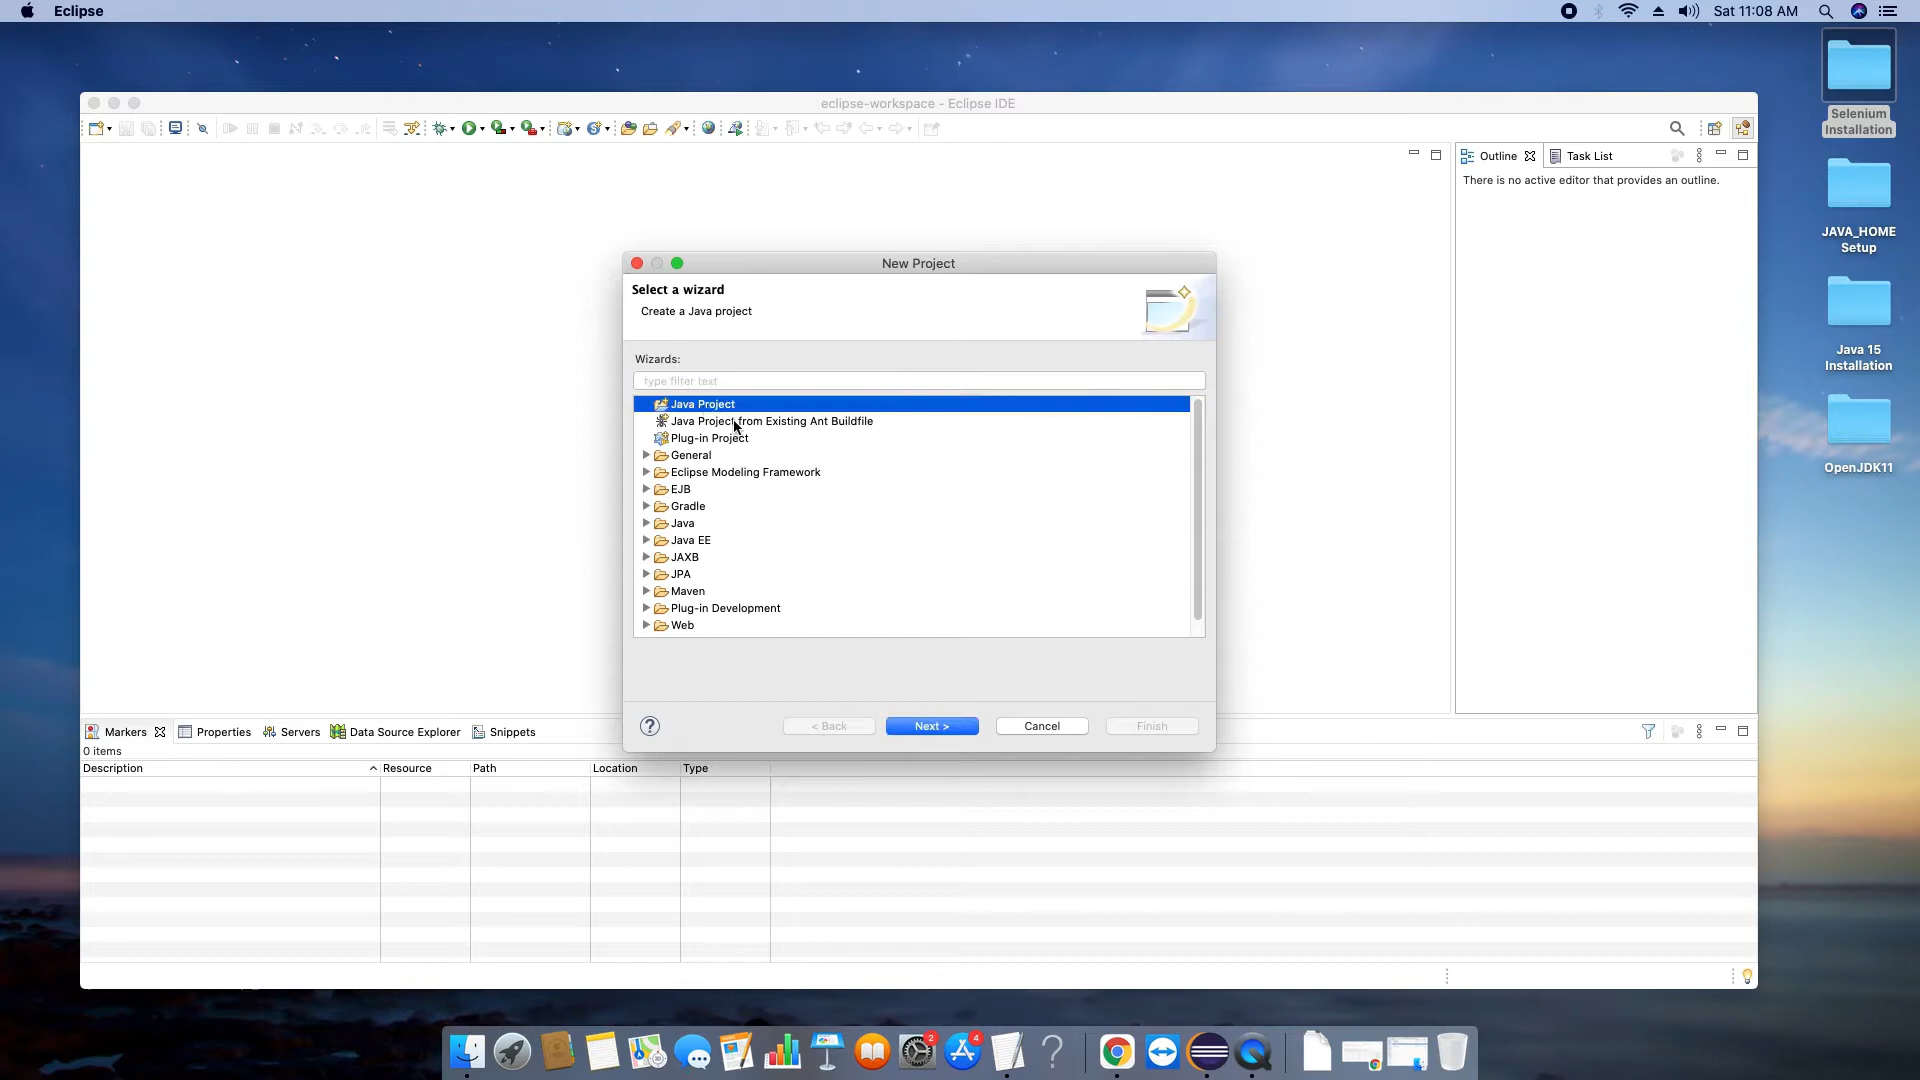 Eclipse
Sat 11:08 AM
eclipse-workspace - Eclipse IDE
Outline
Task List
There is no active editor that provides an outline.
Selenium
Installation
JAVA_HOME
Setup
Java 15
Installation
OpenJDK11
New Project
Select a wizard
Create a Java project
Wizards:
type filter text
Java Project
Java Project from Existing Ant Buildfile
Plug-in Project
General
Eclipse Modeling Framework
EJB
Gradle
Java
Java EE
JAXB
JPA
Maven
Plug-in Development
Web
?
< Back
Next >
Cancel
Finish
Markers
Properties
Servers
Data Source Explorer
Snippets
0 items
Description
Resource
Path
Location
Type
2
4